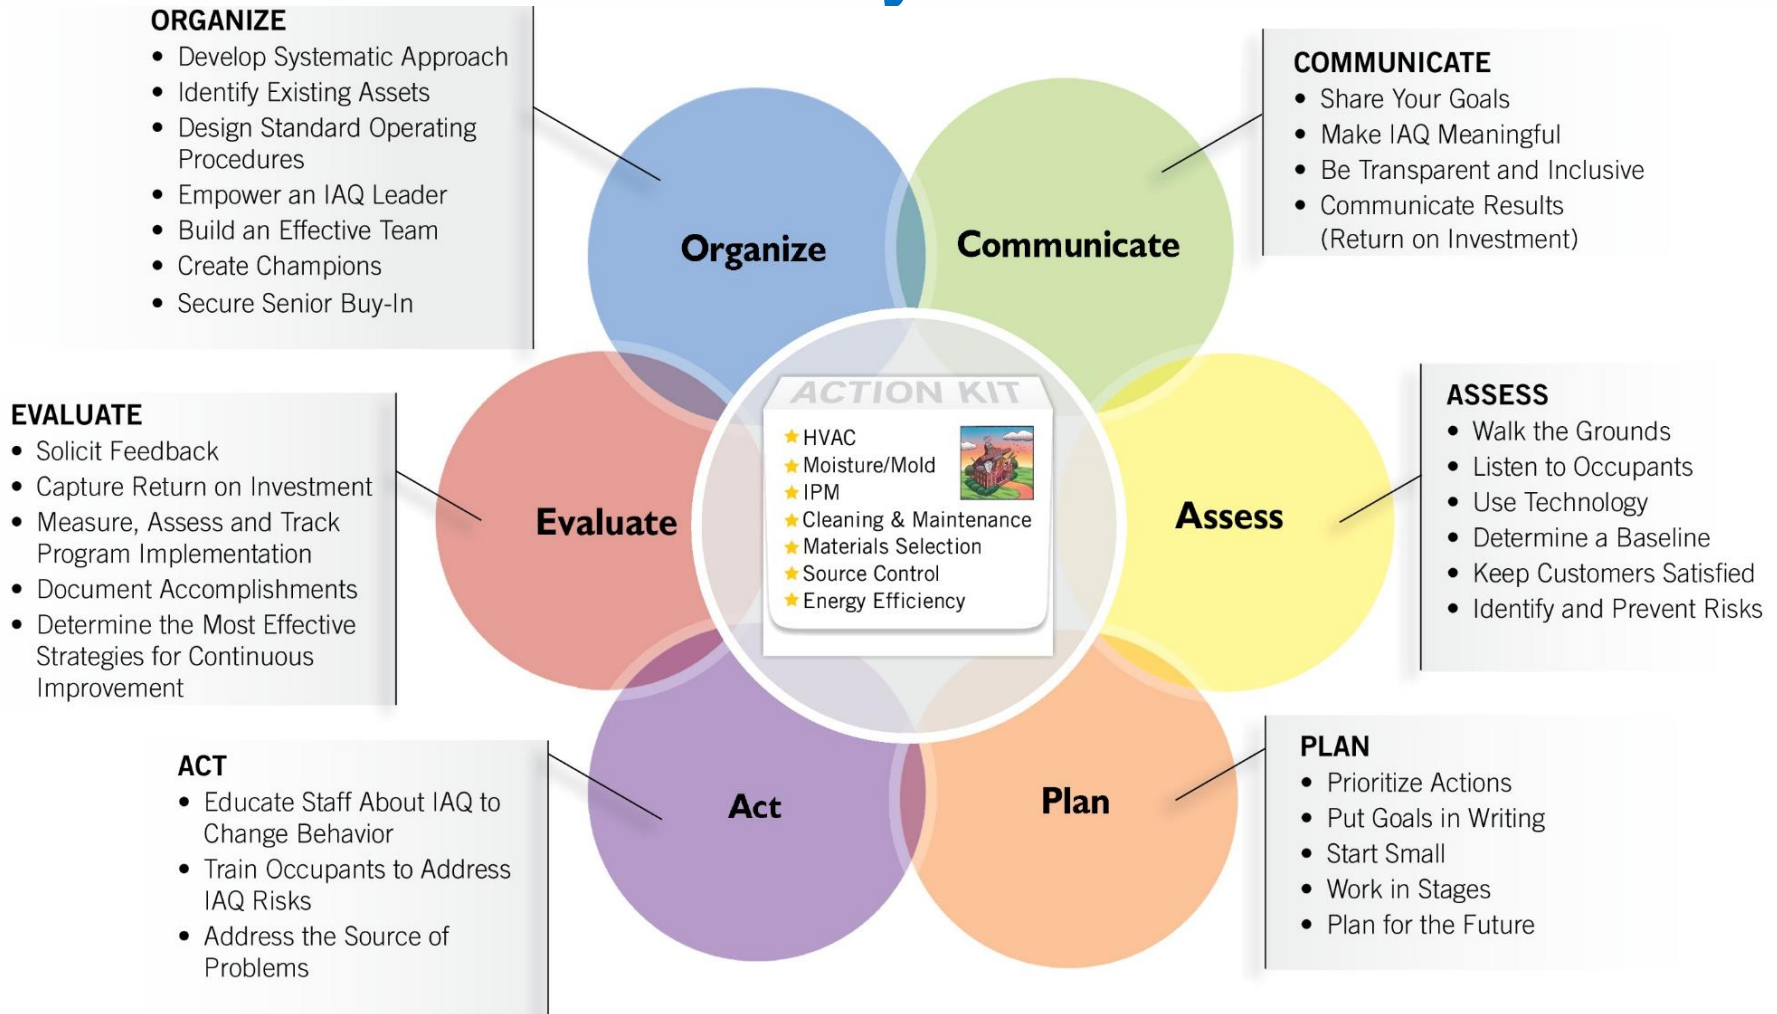 ORGANIZE
• Develop Systematic Approach
• Identify Existing Assets
• Design Standard Operating
Procedures
• Empower an IAQ Leader
• Build an Effective Team
• Create Champions
• Secure Senior Buy-In
COMMUNICATE
• Share Your Goals
• Make IAQ Meaningful
• Be Transparent and Inclusive
• Communicate Results
(Return on Investment)
Organize
Communicate
EVALUATE
• Solicit Feedback
• Capture Return on Investment
• Measure, Assess and Track
Program Implementation
• Document Accomplishments
• Determine the Most Effective
Strategies for Continuous
Improvement
Evaluate
ACTION KIT
HVAC
Moisture/Mold
IPM
Cleaning & Maintenance
Materials Selection
Source Control
Energy Efficiency
Assess
ASSESS
• Walk the Grounds
• Listen to Occupants
• Use Technology
• Determine a Baseline
• Keep Customers Satisfied
• Identify and Prevent Risks
ACT
• Educate Staff About IAQ to
Change Behavior
• Train Occupants to Address
IAQ Risks
• Address the Source of
Problems
Act
Plan
PLAN
• Prioritize Actions
• Put Goals in Writing
• Start Small
• Work in Stages
• Plan for the Future